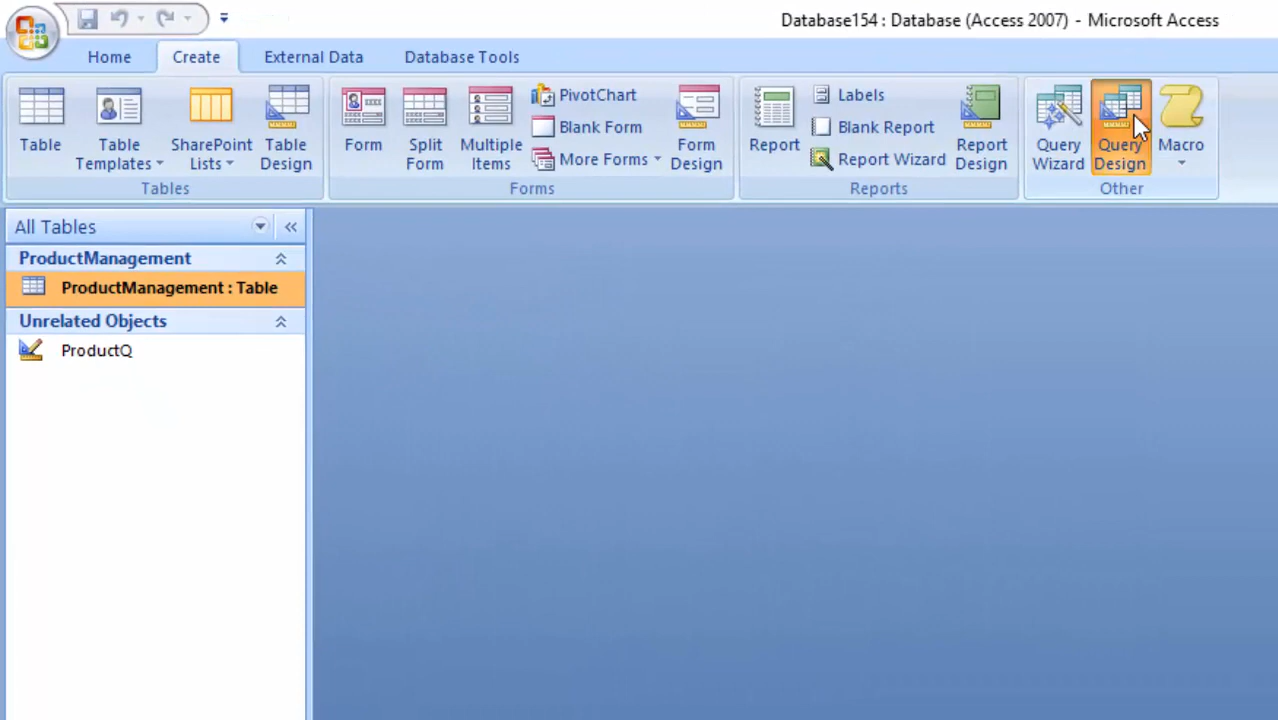 Database154 : Database (Access 2007) - Microsoft Access
Home Create External Data Database Tools
Table
Table Templates
SharePoint Lists
Table Design
Tables
Form
Split Form
Multiple Items
PivotChart
Blank Form
More Forms
Form Design
Forms
Report
Labels
Blank Report
Report Wizard
Report Design
Reports
Query Wizard
Query Design
Macro
Other
All Tables
ProductManagement
ProductManagement : Table
Unrelated Objects
ProductQ